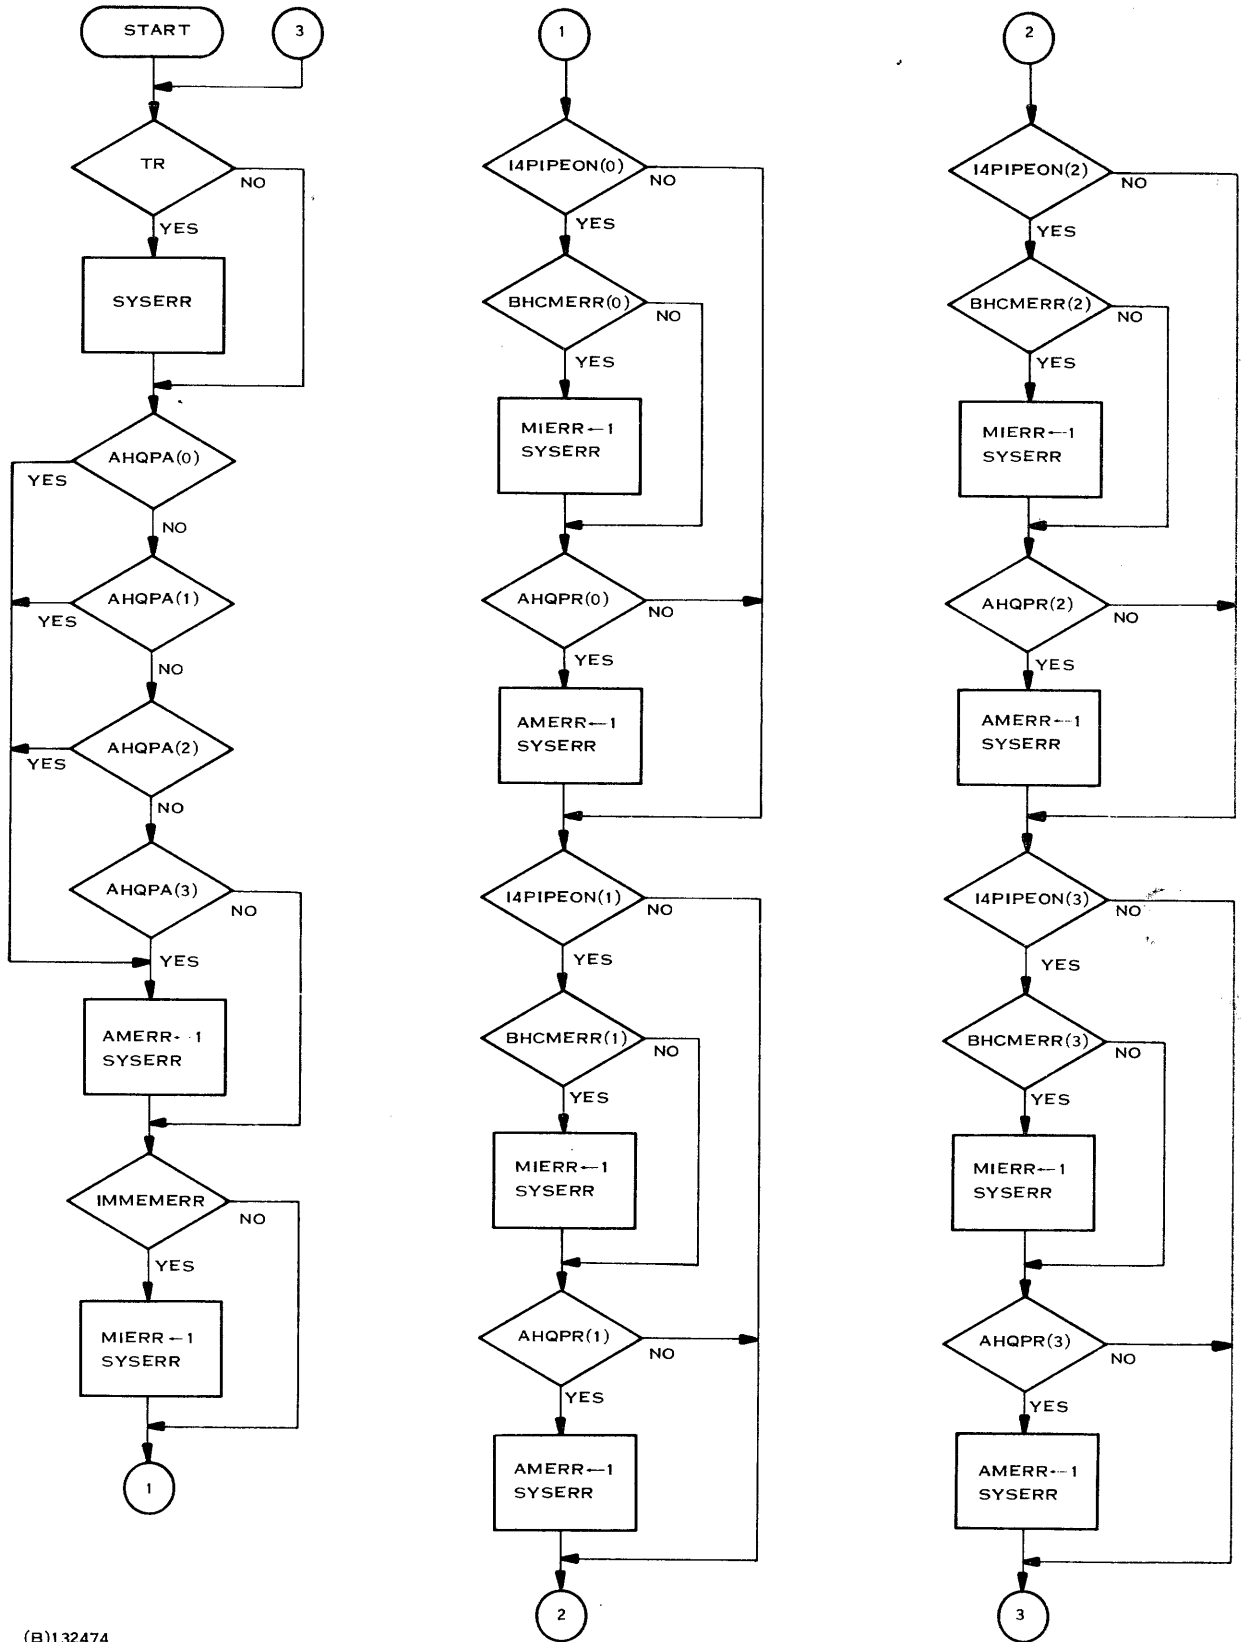 START
3
TR
NO
YES
SYSERR
AHQPA(0)
YES
NO
AHQPA(1)
YES
NO
AHQPA(2)
YES
NO
AHQPA(3)
NO
YES
AMERR←1
SYSERR
IMMEMERR
NO
YES
MIERR←1
SYSERR
1
1
I4PIPEON(0)
NO
YES
BHCMERR(0)
NO
YES
MIERR←1
SYSERR
AHQPR(0)
NO
YES
AMERR←1
SYSERR
I4PIPEON(1)
NO
YES
BHCMERR(1)
NO
YES
MIERR←1
SYSERR
AHQPR(1)
NO
YES
AMERR←1
SYSERR
2
2
I4PIPEON(2)
NO
YES
BHCMERR(2)
NO
YES
MIERR←1
SYSERR
AHQPR(2)
NO
YES
AMERR←1
SYSERR
I4PIPEON(3)
NO
YES
BHCMERR(3)
NO
YES
MIERR←1
SYSERR
AHQPR(3)
NO
YES
AMERR←1
SYSERR
3
(B)132474